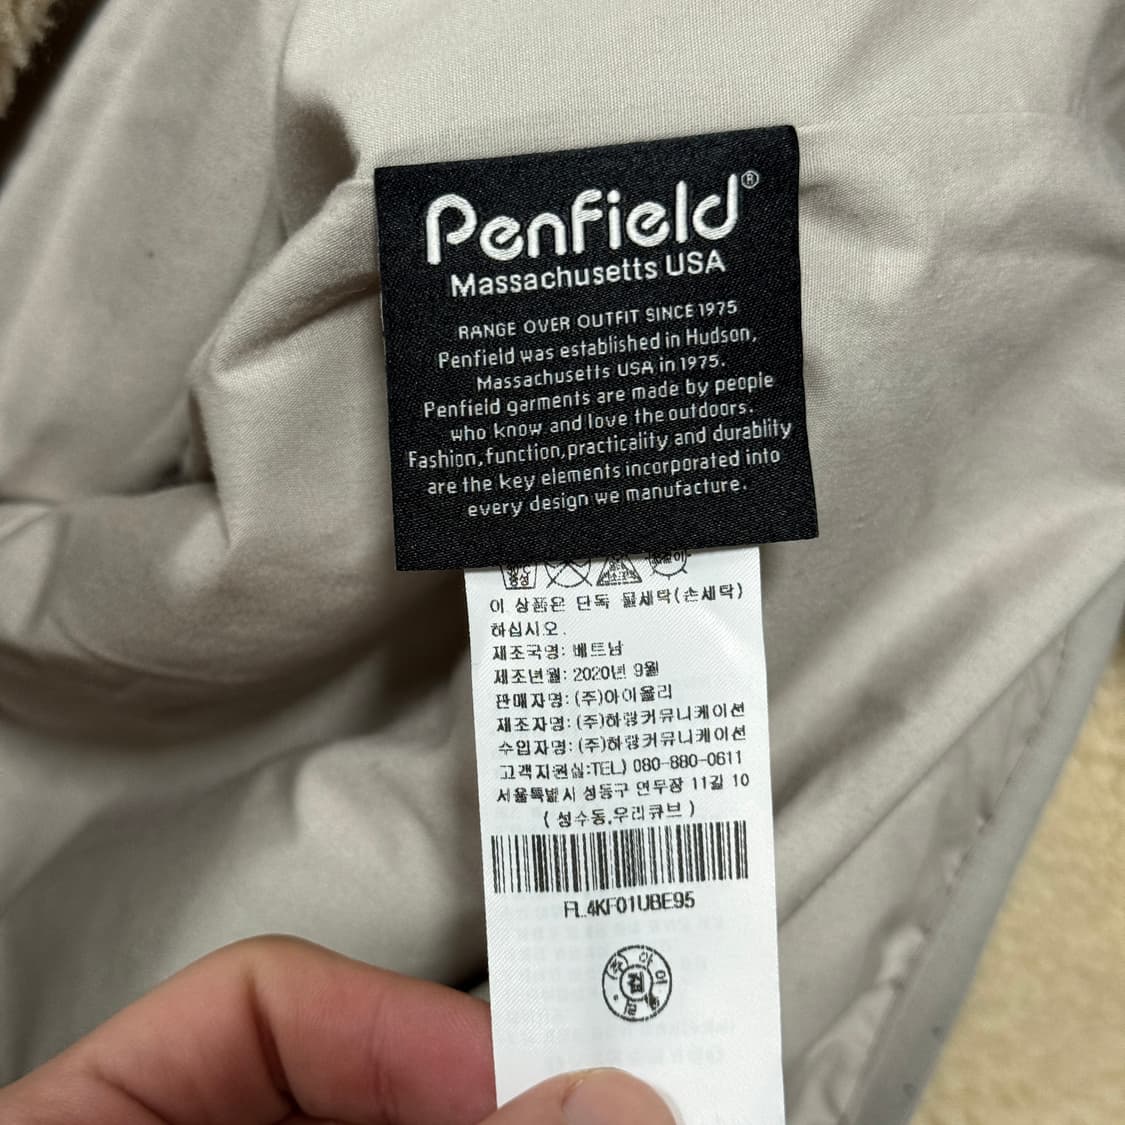 Penfield®
Massachusetts USA
RANGE OVER OUTFIT SINCE 1975
Penfield was established in Hudson,
Massachusetts USA in 1975.
Penfield garments are made by people
who know and love the outdoors.
Fashion,function,practicality and durablity
are the key elements incorporated into
every design we manufacture.
중성
이 상품은 단독 물세탁(손세탁)
하십시오.
제조국명: 베트남
제조년월: 2020년 9월
판매자명: (주)아이올리
제조자명: (주)하랑커뮤니케이션
수입자명: (주)하랑커뮤니케이션
고객지원실:TEL) 080-880-0611
서울특별시 성동구 연무장 11길 10
(성수동,우리큐브)
FL4KF01UBE95